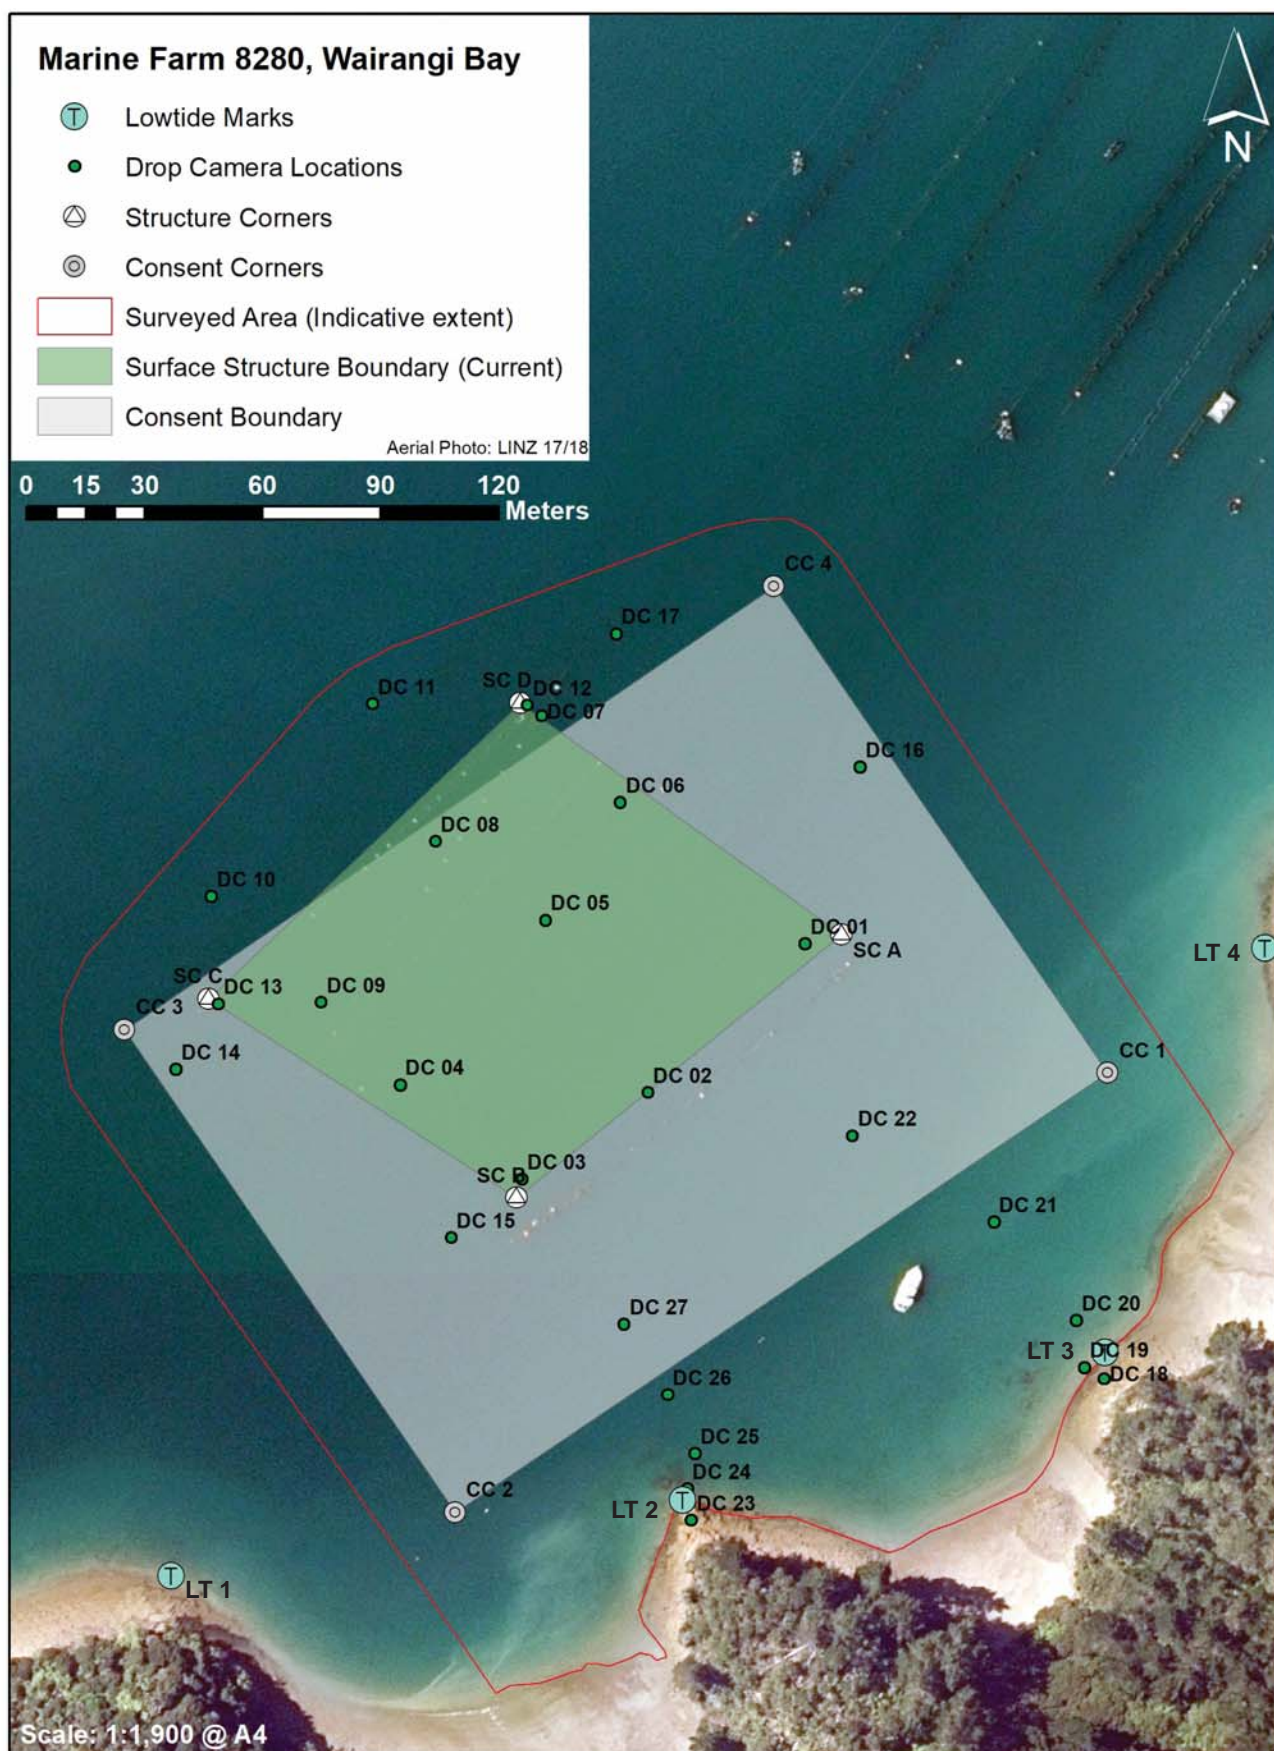 Marine Farm 8280, Wairangi Bay
T Lowtide Marks
Drop Camera Locations
Structure Corners
Consent Corners
Surveyed Area (Indicative extent)
Surface Structure Boundary (Current)
Consent Boundary
Aerial Photo: LINZ 17/18
N
0 15 30 60 90 120
Meters
CC 4
DC 17
SC D
DC 12
DC 11
DC 07
DC 16
DC 06
DC 08
DC 10
DC 05
DC 01
SC A
LT 4
SC C
DC 13
DC 09
CC 3
DC 14
CC 1
DC 04
DC 02
DC 22
DC 03
SC B
DC 15
DC 21
DC 27
DC 20
LT 3
DC 19
T
DC 18
DC 26
DC 25
DC 24
CC 2
LT 2
T
DC 23
T
LT 1
T
Scale: 1:1,900 @ A4